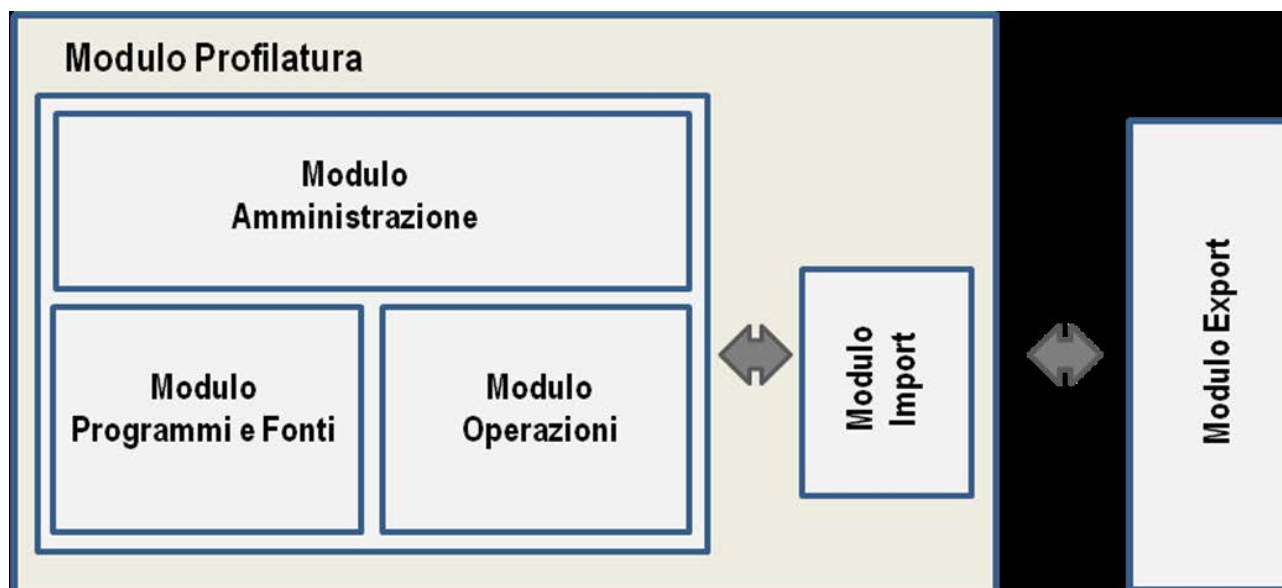 Modulo Profilatura
Modulo
Amministrazione
Modulo
Programmi e Fonti
Modulo
Operazioni
Modulo
Import
Modulo Export